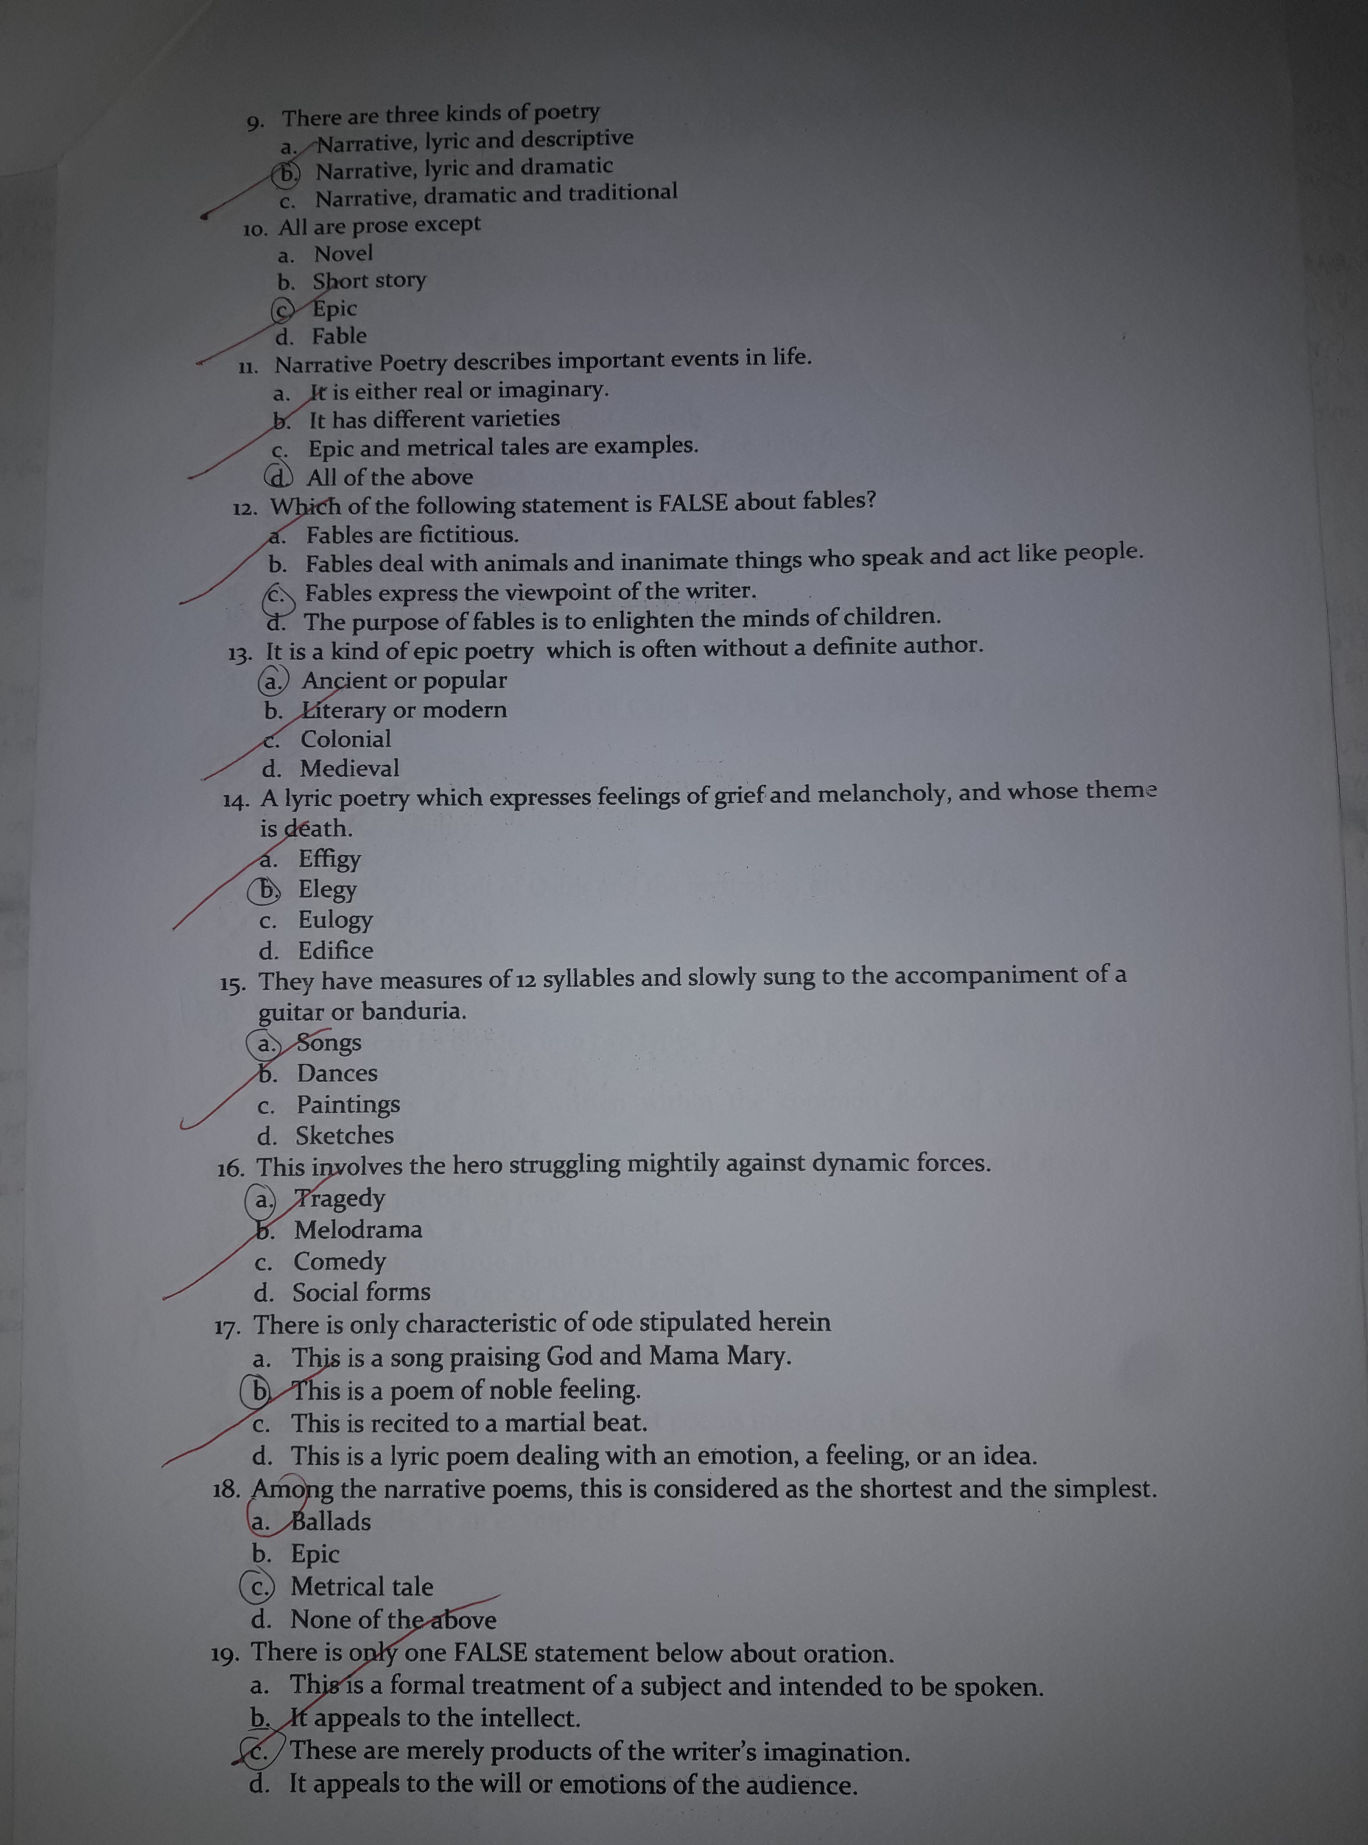 9. There are three kinds of poetry
a. Narrative, lyric and descriptive
b. Narrative, lyric and dramatic
c. Narrative, dramatic and traditional
10. All are prose except
a. Novel
b. Short story
c. Epic
d. Fable
11. Narrative Poetry describes important events in life.
a. It is either real or imaginary.
b. It has different varieties
c. Epic and metrical tales are examples.
d. All of the above
12. Which of the following statement is FALSE about fables?
a. Fables are fictitious.
b. Fables deal with animals and inanimate things who speak and act like people.
c. Fables express the viewpoint of the writer.
d. The purpose of fables is to enlighten the minds of children.
13. It is a kind of epic poetry which is often without a definite author.
a. Ancient or popular
b. Literary or modern
c. Colonial
d. Medieval
14. A lyric poetry which expresses feelings of grief and melancholy, and whose theme
is death.
a. Effigy
b. Elegy
c. Eulogy
d. Edifice
15. They have measures of 12 syllables and slowly sung to the accompaniment of a
guitar or banduria.
a. Songs
b. Dances
c. Paintings
d. Sketches
16. This involves the hero struggling mightily against dynamic forces.
a. Tragedy
b. Melodrama
c. Comedy
d. Social forms
17. There is only characteristic of ode stipulated herein
a. This is a song praising God and Mama Mary.
b. This is a poem of noble feeling.
c. This is recited to a martial beat.
d. This is a lyric poem dealing with an emotion, a feeling, or an idea.
18. Among the narrative poems, this is considered as the shortest and the simplest.
a. Ballads
b. Epic
c. Metrical tale
d. None of the above
19. There is only one FALSE statement below about oration.
a. This is a formal treatment of a subject and intended to be spoken.
b. It appeals to the intellect.
c. These are merely products of the writer's imagination.
d. It appeals to the will or emotions of the audience.